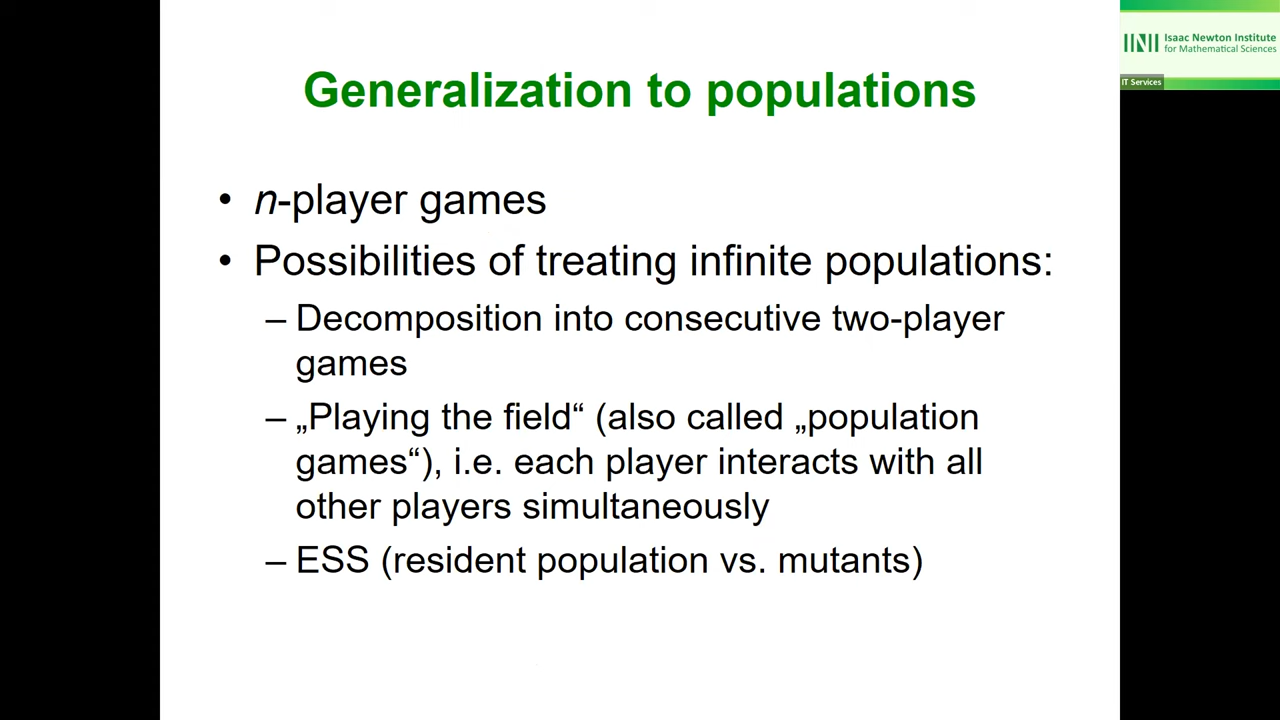 Generalization to populations
• n-player games
• Possibilities of treating infinite populations:
– Decomposition into consecutive two-player
games
– „Playing the field“ (also called „population
games“), i.e. each player interacts with all
other players simultaneously
– ESS (resident population vs. mutants)
Isaac Newton Institute
for Mathematical Sciences
IT Services